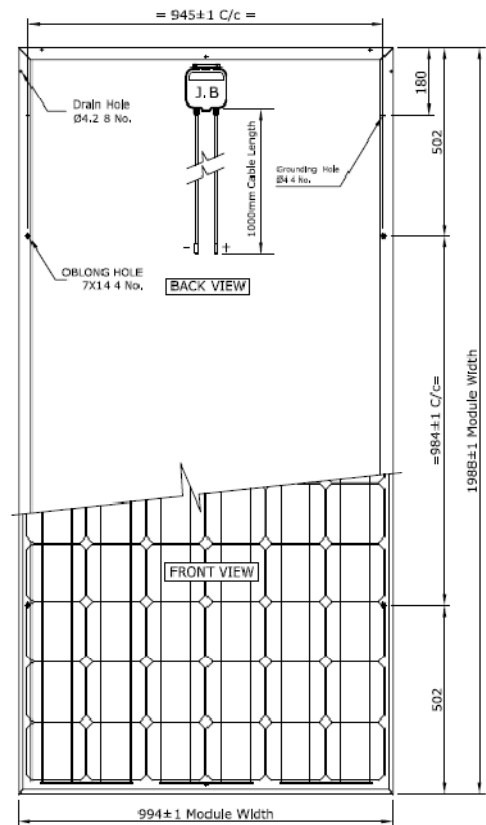 = 945±1 C/c =
180
502
J.B
Drain Hole
Ø4.2 8 No.
Grounding Hole
Ø4 4 No.
1000mm Cable Length
- +
OBLONG HOLE
7X14 4 No.
BACK VIEW
=984±1 C/c=
1988±1 Module Width
FRONT VIEW
502
994±1 Module Width